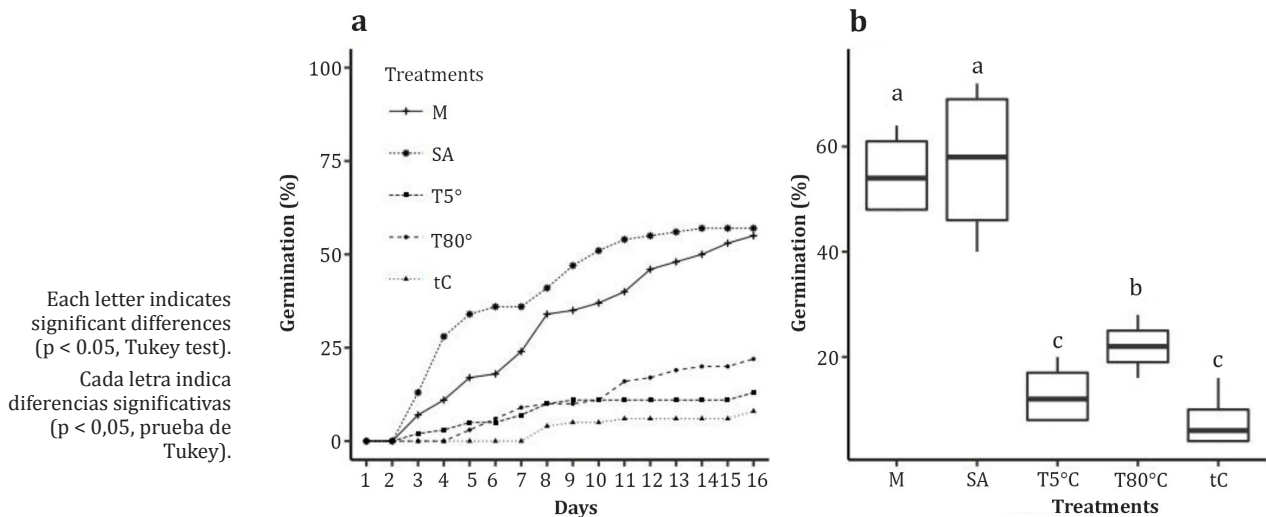 Each letter indicates
significant differences
(p < 0.05, Tukey test).
Cada letra indica
diferencias significativas
(p < 0,05, prueba de
Tukey).
a
Germination (%)
100
75
50
25
0
Treatments
M
SA
T5°
T80°
tC
1 2 3 4 5 6 7 8 9 10 11 12 13 14 15 16
Days
b
Germination (%)
60
40
20
a
a
c
b
c
M SA T5°C T80°C tC
Treatments